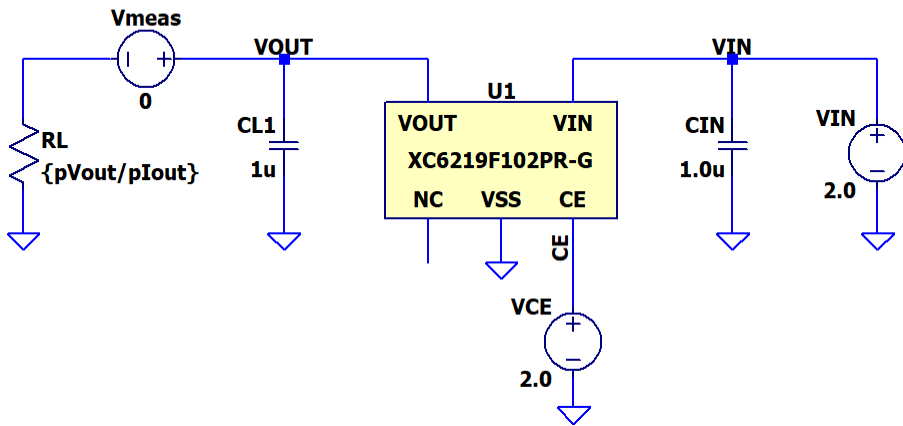 Vmeas
0
VOUT
VIN
U1
RL
{pVout/pIout}
CL1
1u
VOUT VIN
XC6219F102PR-G
NC VSS CE
CIN
1.0u
VIN
2.0
CE
VCE
2.0